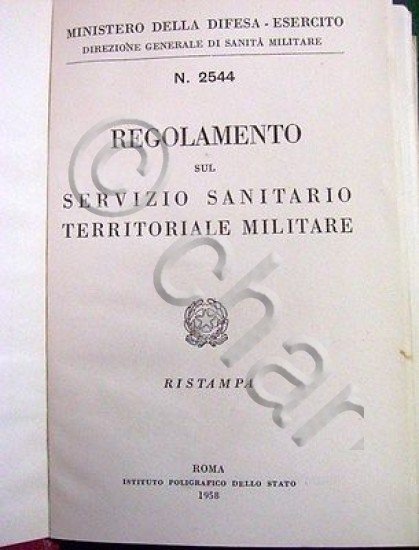 MINISTERO DELLA DIFESA - ESERCITO
DIREZIONE GENERALE DI SANITÀ MILITARE
N. 2544
REGOLAMENTO
SUL
SERVIZIO SANITARIO
TERRITORIALE MILITARE
RISTAMPA
ROMA
ISTITUTO POLIGRAFICO DELLO STATO
1958
© char